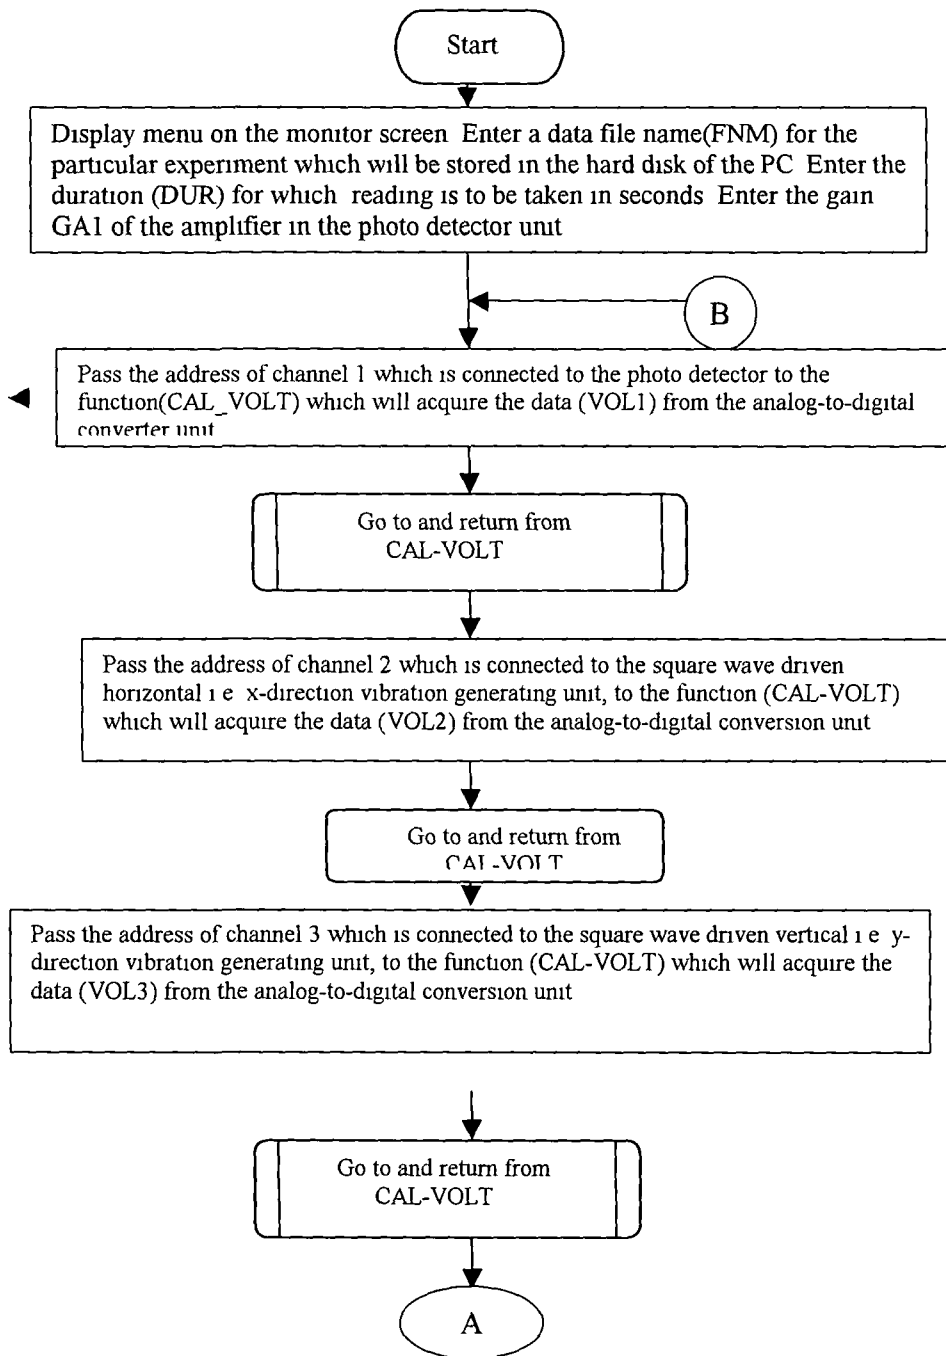 Start
Display menu on the monitor screen Enter a data file name(FNM) for the
particular experiment which will be stored in the hard disk of the PC Enter the
duration (DUR) for which reading is to be taken in seconds Enter the gain
GA1 of the amplifier in the photo detector unit
B
Pass the address of channel 1 which is connected to the photo detector to the
function(CAL_VOLT) which will acquire the data (VOL1) from the analog-to-digital
converter unit
Go to and return from
CAL-VOLT
Pass the address of channel 2 which is connected to the square wave driven
horizontal i e x-direction vibration generating unit, to the function (CAL-VOLT)
which will acquire the data (VOL2) from the analog-to-digital conversion unit
Go to and return from
CAL-VOLT
Pass the address of channel 3 which is connected to the square wave driven vertical i e y-
direction vibration generating unit, to the function (CAL-VOLT) which will acquire the
data (VOL3) from the analog-to-digital conversion unit
Go to and return from
CAL-VOLT
A